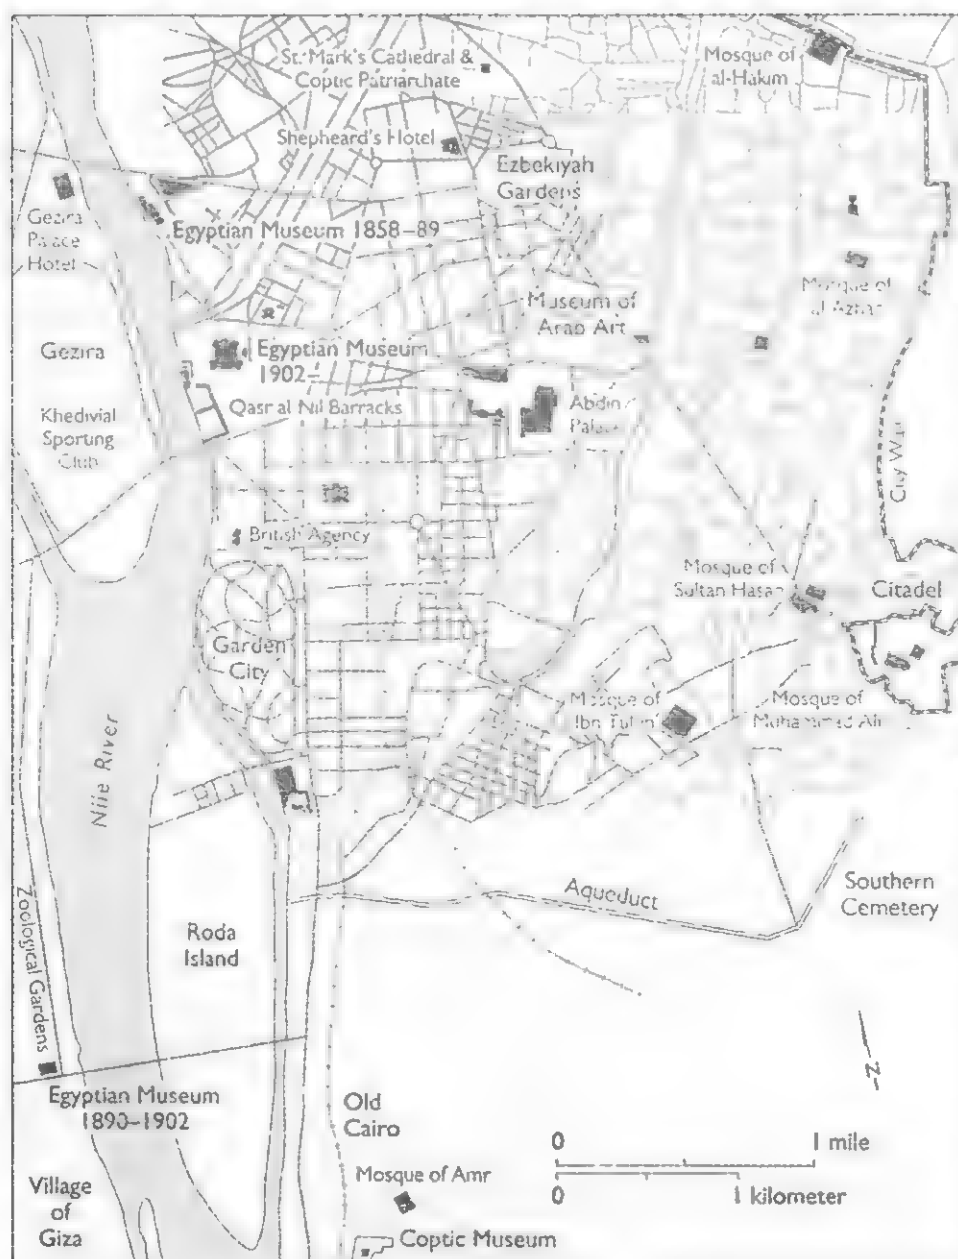 St. Mark's Cathedral &
Coptic Patriarchate
Mosque of
al-Hakim
Shepheard's Hotel
Ezbekiyah
Gardens
Gezira
Palace
Hotel
Egyptian Museum 1858–89
Mosque of
al-Azhar
Museum of
Arab Art
Gezira
Egyptian Museum
1902–
Qasr al Nil Barracks
Abdin
Palace
Khedivial
Sporting
Club
City Wall
British Agency
Mosque of
Sultan Hasan
Citadel
Garden
City
Mosque of
Ibn Tulun
Mosque of
Muhammad Ali
Nile River
Aqueduct
Southern
Cemetery
Zoological Gardens
Roda
Island
N
Egyptian Museum
1890–1902
Old
Cairo
0 1 mile
0 1 kilometer
Mosque of Amr
Village
of
Giza
Coptic Museum